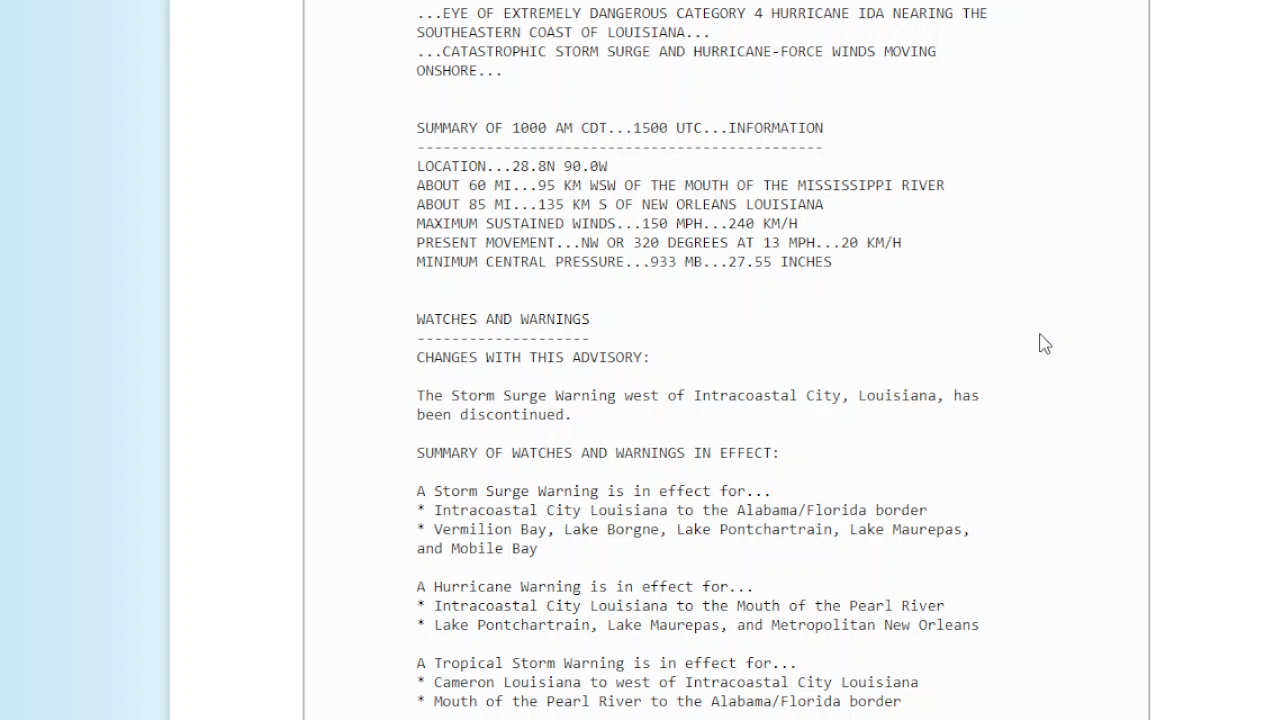 ...EYE OF EXTREMELY DANGEROUS CATEGORY 4 HURRICANE IDA NEARING THE
SOUTHEASTERN COAST OF LOUISIANA...
...CATASTROPHIC STORM SURGE AND HURRICANE-FORCE WINDS MOVING
ONSHORE...
SUMMARY OF 1000 AM CDT...1500 UTC...INFORMATION
-----------------------------------------------
LOCATION...28.8N 90.0W
ABOUT 60 MI...95 KM WSW OF THE MOUTH OF THE MISSISSIPPI RIVER
ABOUT 85 MI...135 KM S OF NEW ORLEANS LOUISIANA
MAXIMUM SUSTAINED WINDS...150 MPH...240 KM/H
PRESENT MOVEMENT...NW OR 320 DEGREES AT 13 MPH...20 KM/H
MINIMUM CENTRAL PRESSURE...933 MB...27.55 INCHES
WATCHES AND WARNINGS
--------------------
CHANGES WITH THIS ADVISORY:
The Storm Surge Warning west of Intracoastal City, Louisiana, has
been discontinued.
SUMMARY OF WATCHES AND WARNINGS IN EFFECT:
A Storm Surge Warning is in effect for...
* Intracoastal City Louisiana to the Alabama/Florida border
* Vermilion Bay, Lake Borgne, Lake Pontchartrain, Lake Maurepas,
and Mobile Bay
A Hurricane Warning is in effect for...
* Intracoastal City Louisiana to the Mouth of the Pearl River
* Lake Pontchartrain, Lake Maurepas, and Metropolitan New Orleans
A Tropical Storm Warning is in effect for...
* Cameron Louisiana to west of Intracoastal City Louisiana
* Mouth of the Pearl River to the Alabama/Florida border